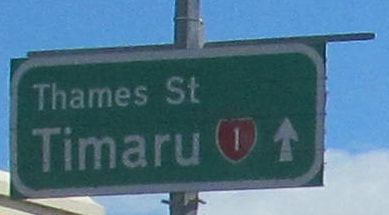 Thames St
Timaru 1